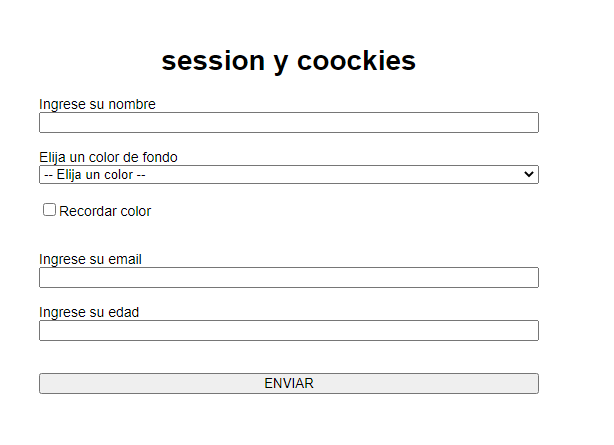 session y coockies
Ingrese su nombre
Elija un color de fondo
-- Elija un color --
Recordar color
Ingrese su email
Ingrese su edad
ENVIAR